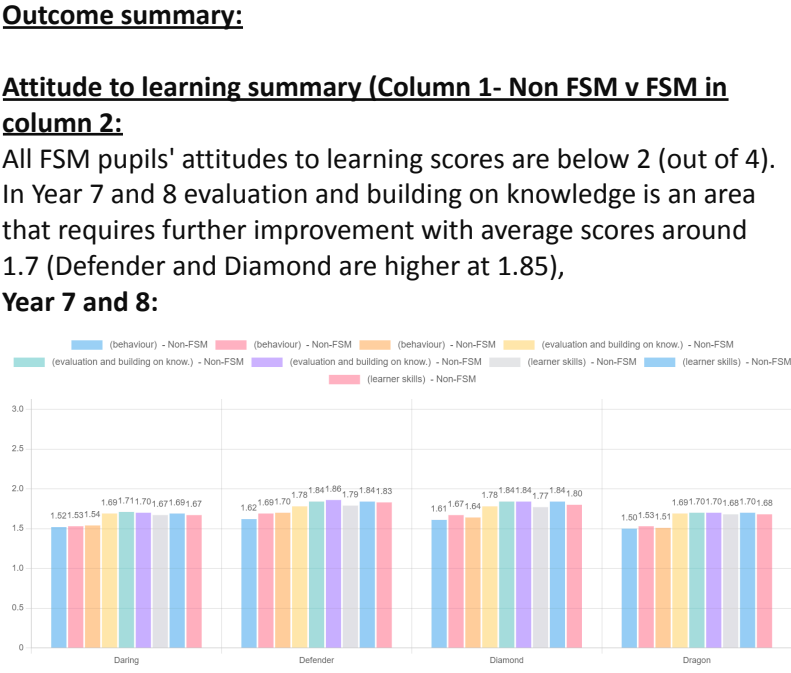 Outcome summary:
Attitude to learning summary (Column 1- Non FSM v FSM in
column 2:
All FSM pupils' attitudes to learning scores are below 2 (out of 4).
In Year 7 and 8 evaluation and building on knowledge is an area
that requires further improvement with average scores around
1.7 (Defender and Diamond are higher at 1.85),
Year 7 and 8:
(behaviour) - Non-FSM (behaviour) - Non-FSM (behaviour) - Non-FSM (evaluation and building on know.) - Non-FSM
(evaluation and building on know.) - Non-FSM (evaluation and building on know.) - Non-FSM (learner skills) - Non-FSM (learner skills) - Non-FSM
(learner skills) - Non-FSM
3.0
2.5
2.0
1.52 1.53 1.54 1.69 1.71 1.70 1.67 1.69 1.67 1.62 1.69 1.70 1.78 1.84 1.86 1.79 1.84 1.83 1.61 1.67 1.64 1.78 1.84 1.84 1.77 1.84 1.80 1.50 1.53 1.51 1.69 1.70 1.70 1.68 1.70 1.68
1.5
1.0
0.5
0
Daring Defender Diamond Dragon